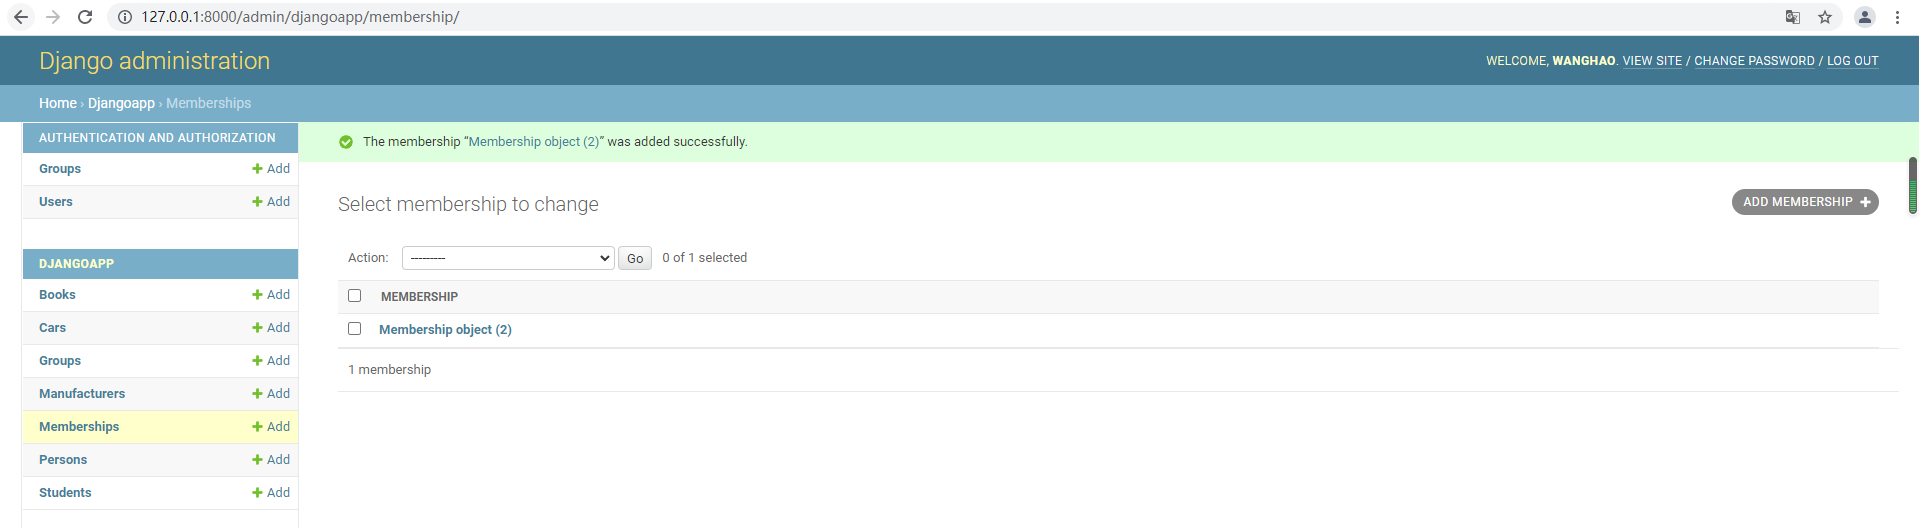 127.0.0.1:8000/admin/djangoapp/membership/
Django administration
WELCOME, WANGHAO. VIEW SITE / CHANGE PASSWORD / LOG OUT
Home › Djangoapp › Memberships
AUTHENTICATION AND AUTHORIZATION
Groups + Add
Users + Add
DJANGOAPP
Books + Add
Cars + Add
Groups + Add
Manufacturers + Add
Memberships + Add
Persons + Add
Students + Add
The membership “Membership object (2)” was added successfully.
Select membership to change
ADD MEMBERSHIP +
Action: --------- Go 0 of 1 selected
MEMBERSHIP
Membership object (2)
1 membership